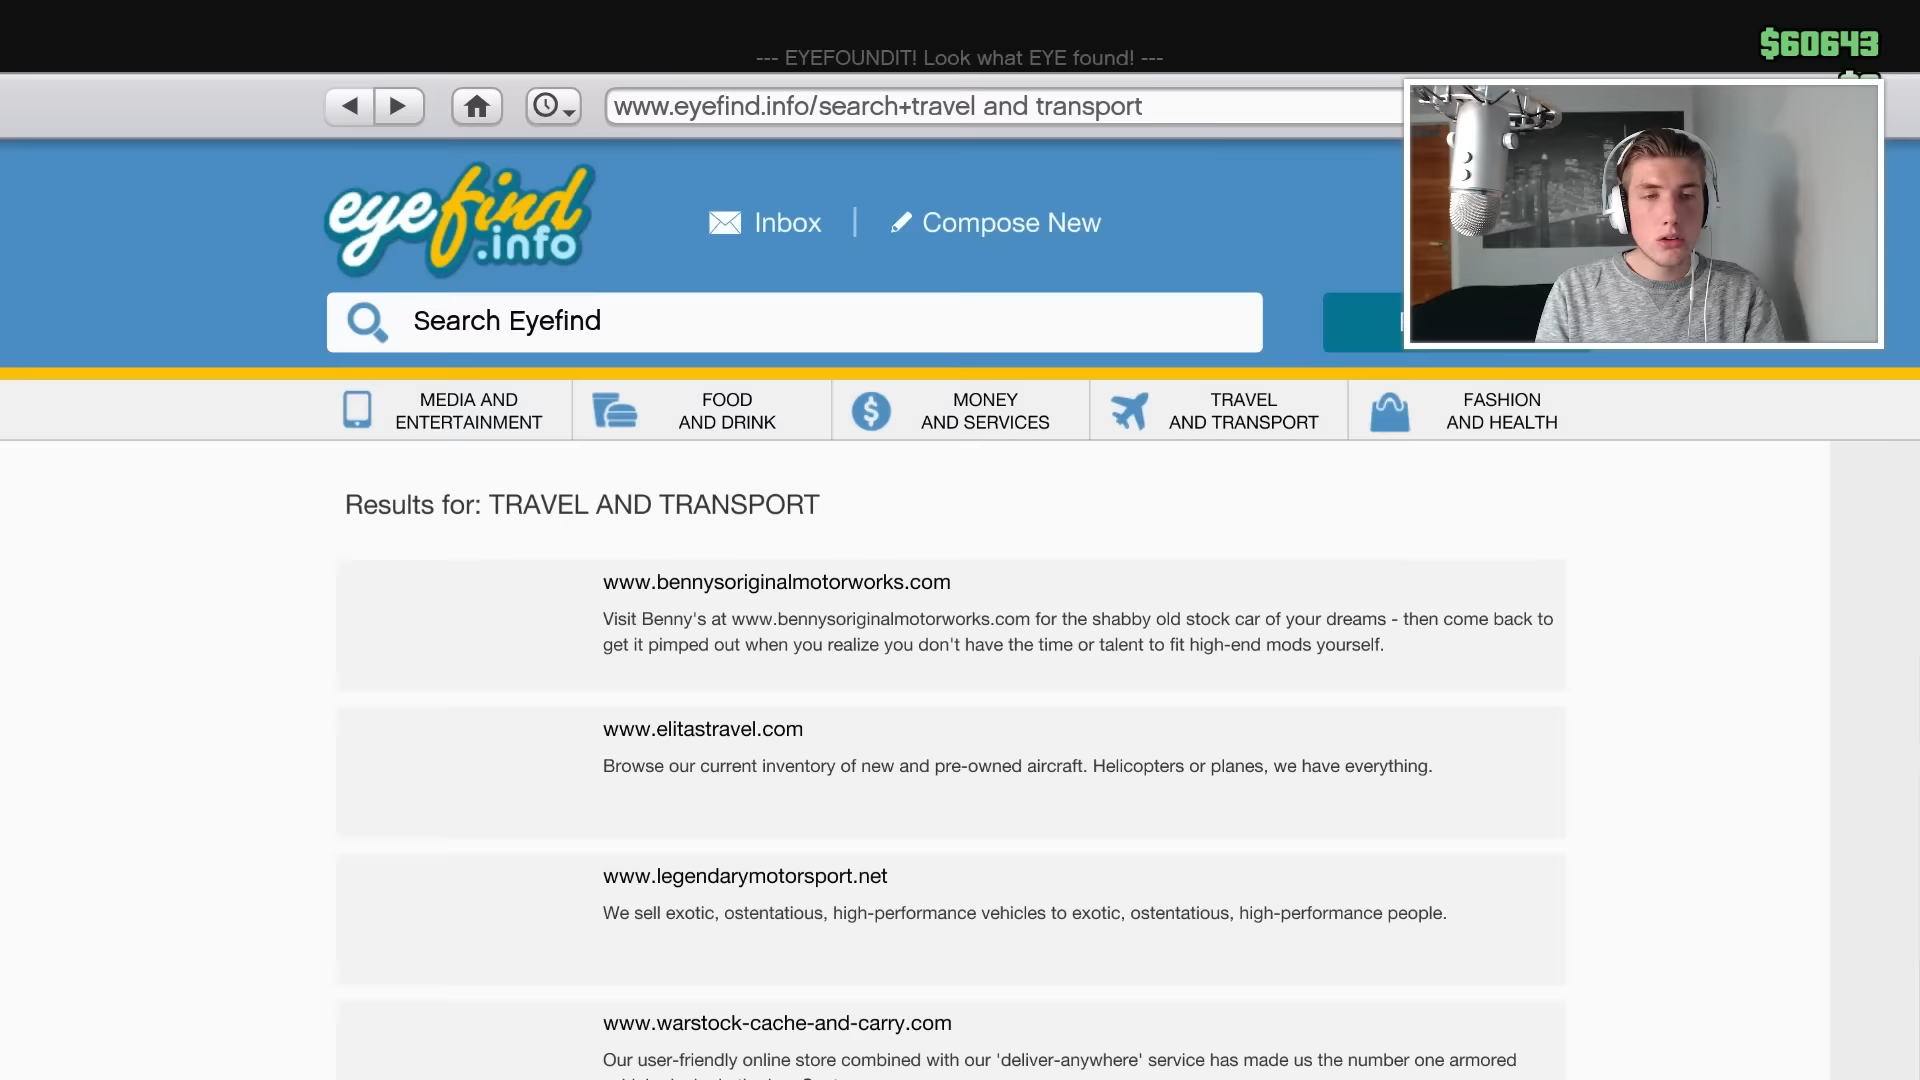 $60643
--- EYEFOUNDIT! Look what EYE found! ---
www.eyefind.info/search+travel and transport
eyefind
.info
Inbox
Compose New
Search Eyefind
MEDIA AND
ENTERTAINMENT
FOOD
AND DRINK
MONEY
AND SERVICES
TRAVEL
AND TRANSPORT
FASHION
AND HEALTH
Results for: TRAVEL AND TRANSPORT
www.bennysoriginalmotorworks.com
Visit Benny's at www.bennysoriginalmotorworks.com for the shabby old stock car of your dreams - then come back to
get it pimped out when you realize you don't have the time or talent to fit high-end mods yourself.
www.elitastravel.com
Browse our current inventory of new and pre-owned aircraft. Helicopters or planes, we have everything.
www.legendarymotorsport.net
We sell exotic, ostentatious, high-performance vehicles to exotic, ostentatious, high-performance people.
www.warstock-cache-and-carry.com
Our user-friendly online store combined with our 'deliver-anywhere' service has made us the number one armored